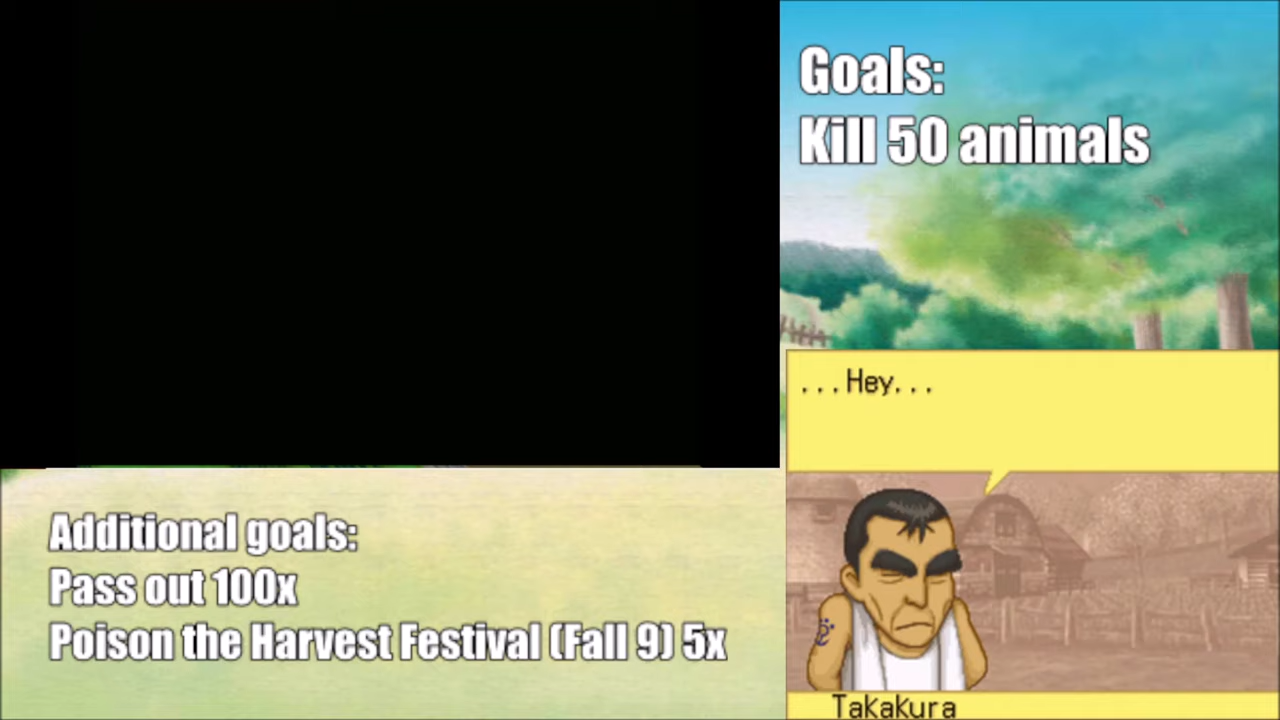 Goals:
Kill 50 animals
...Hey...
Takakura
Additional goals:
Pass out 100x
Poison the Harvest Festival (Fall 9) 5x